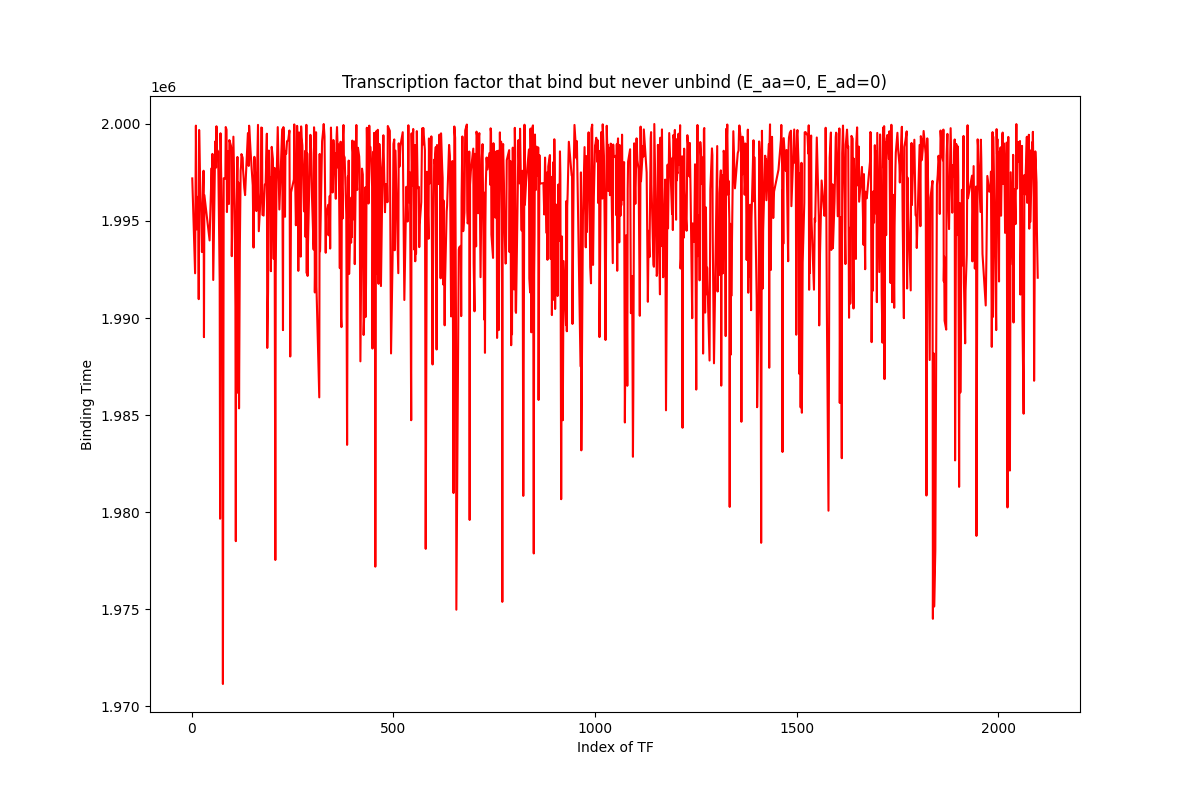 Transcription factor that bind but never unbind (E_aa=0, E_ad=0)
1e6
2.000
1.995
1.990
1.985
1.980
1.975
1.970
Binding Time
0 500 1000 1500 2000
Index of TF